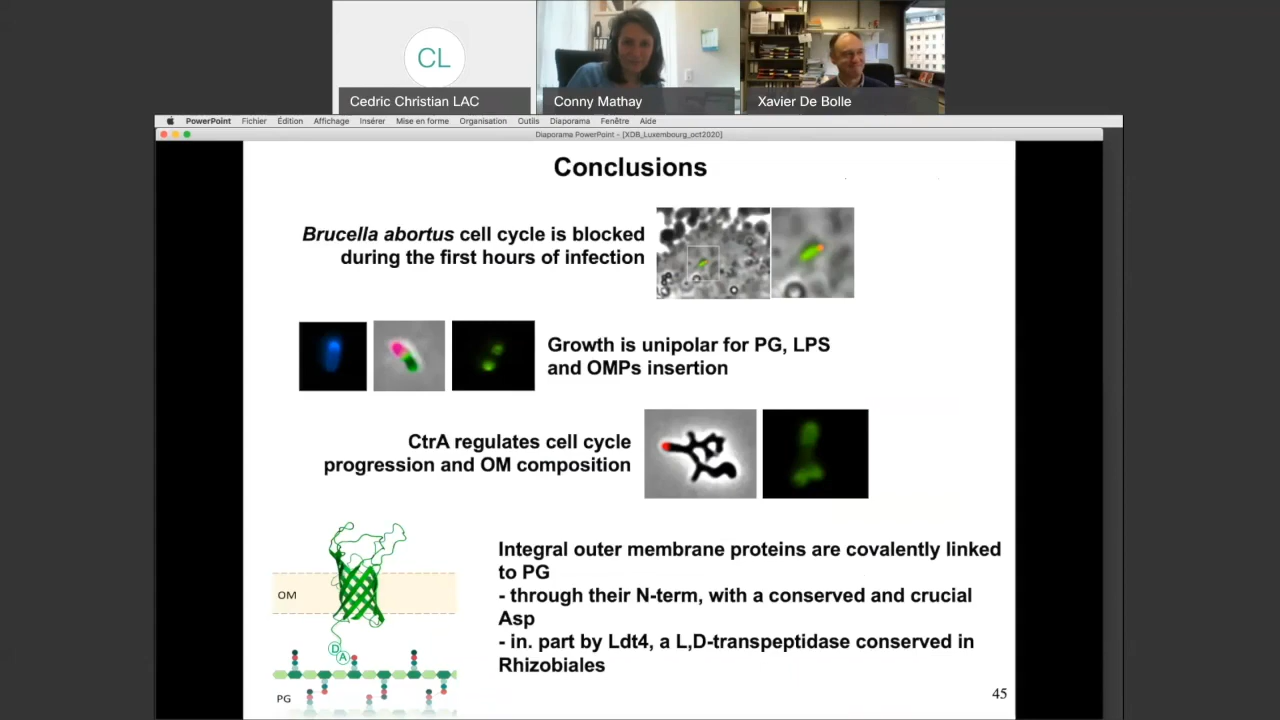 CL
Cedric Christian LAC
Conny Mathay
Xavier De Bolle
PowerPoint Fichier Édition Affichage Insérer Mise en forme Organisation Outils Diaporama Fenêtre Aide
Diaporama PowerPoint - [XDB_Luxembourg_oct2020]
Conclusions
Brucella abortus cell cycle is blocked
during the first hours of infection
Growth is unipolar for PG, LPS
and OMPs insertion
CtrA regulates cell cycle
progression and OM composition
OM
D
A
PG
Integral outer membrane proteins are covalently linked
to PG
- through their N-term, with a conserved and crucial
Asp
- in. part by Ldt4, a L,D-transpeptidase conserved in
Rhizobiales
45